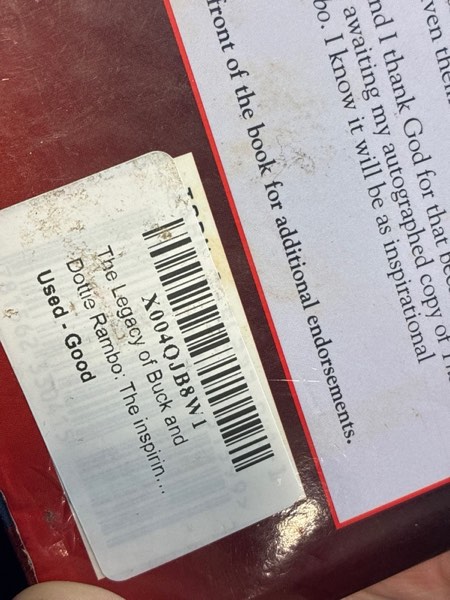 ven
nd I thank God for that
awaiting my autographed copy of
bo. I know it will be as inspirational
front of the book for additional endorsements.
X004QJB8W1
The Legacy of Buck and
Dottie Rambo: The inspirin...
Used - Good